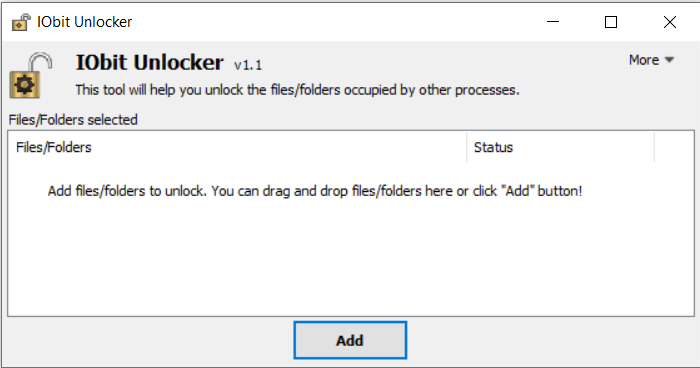 IObit Unlocker
IObit Unlocker v1.1
More
This tool will help you unlock the files/folders occupied by other processes.
Files/Folders selected
Files/Folders Status
Add files/folders to unlock. You can drag and drop files/folders here or click "Add" button!
Add